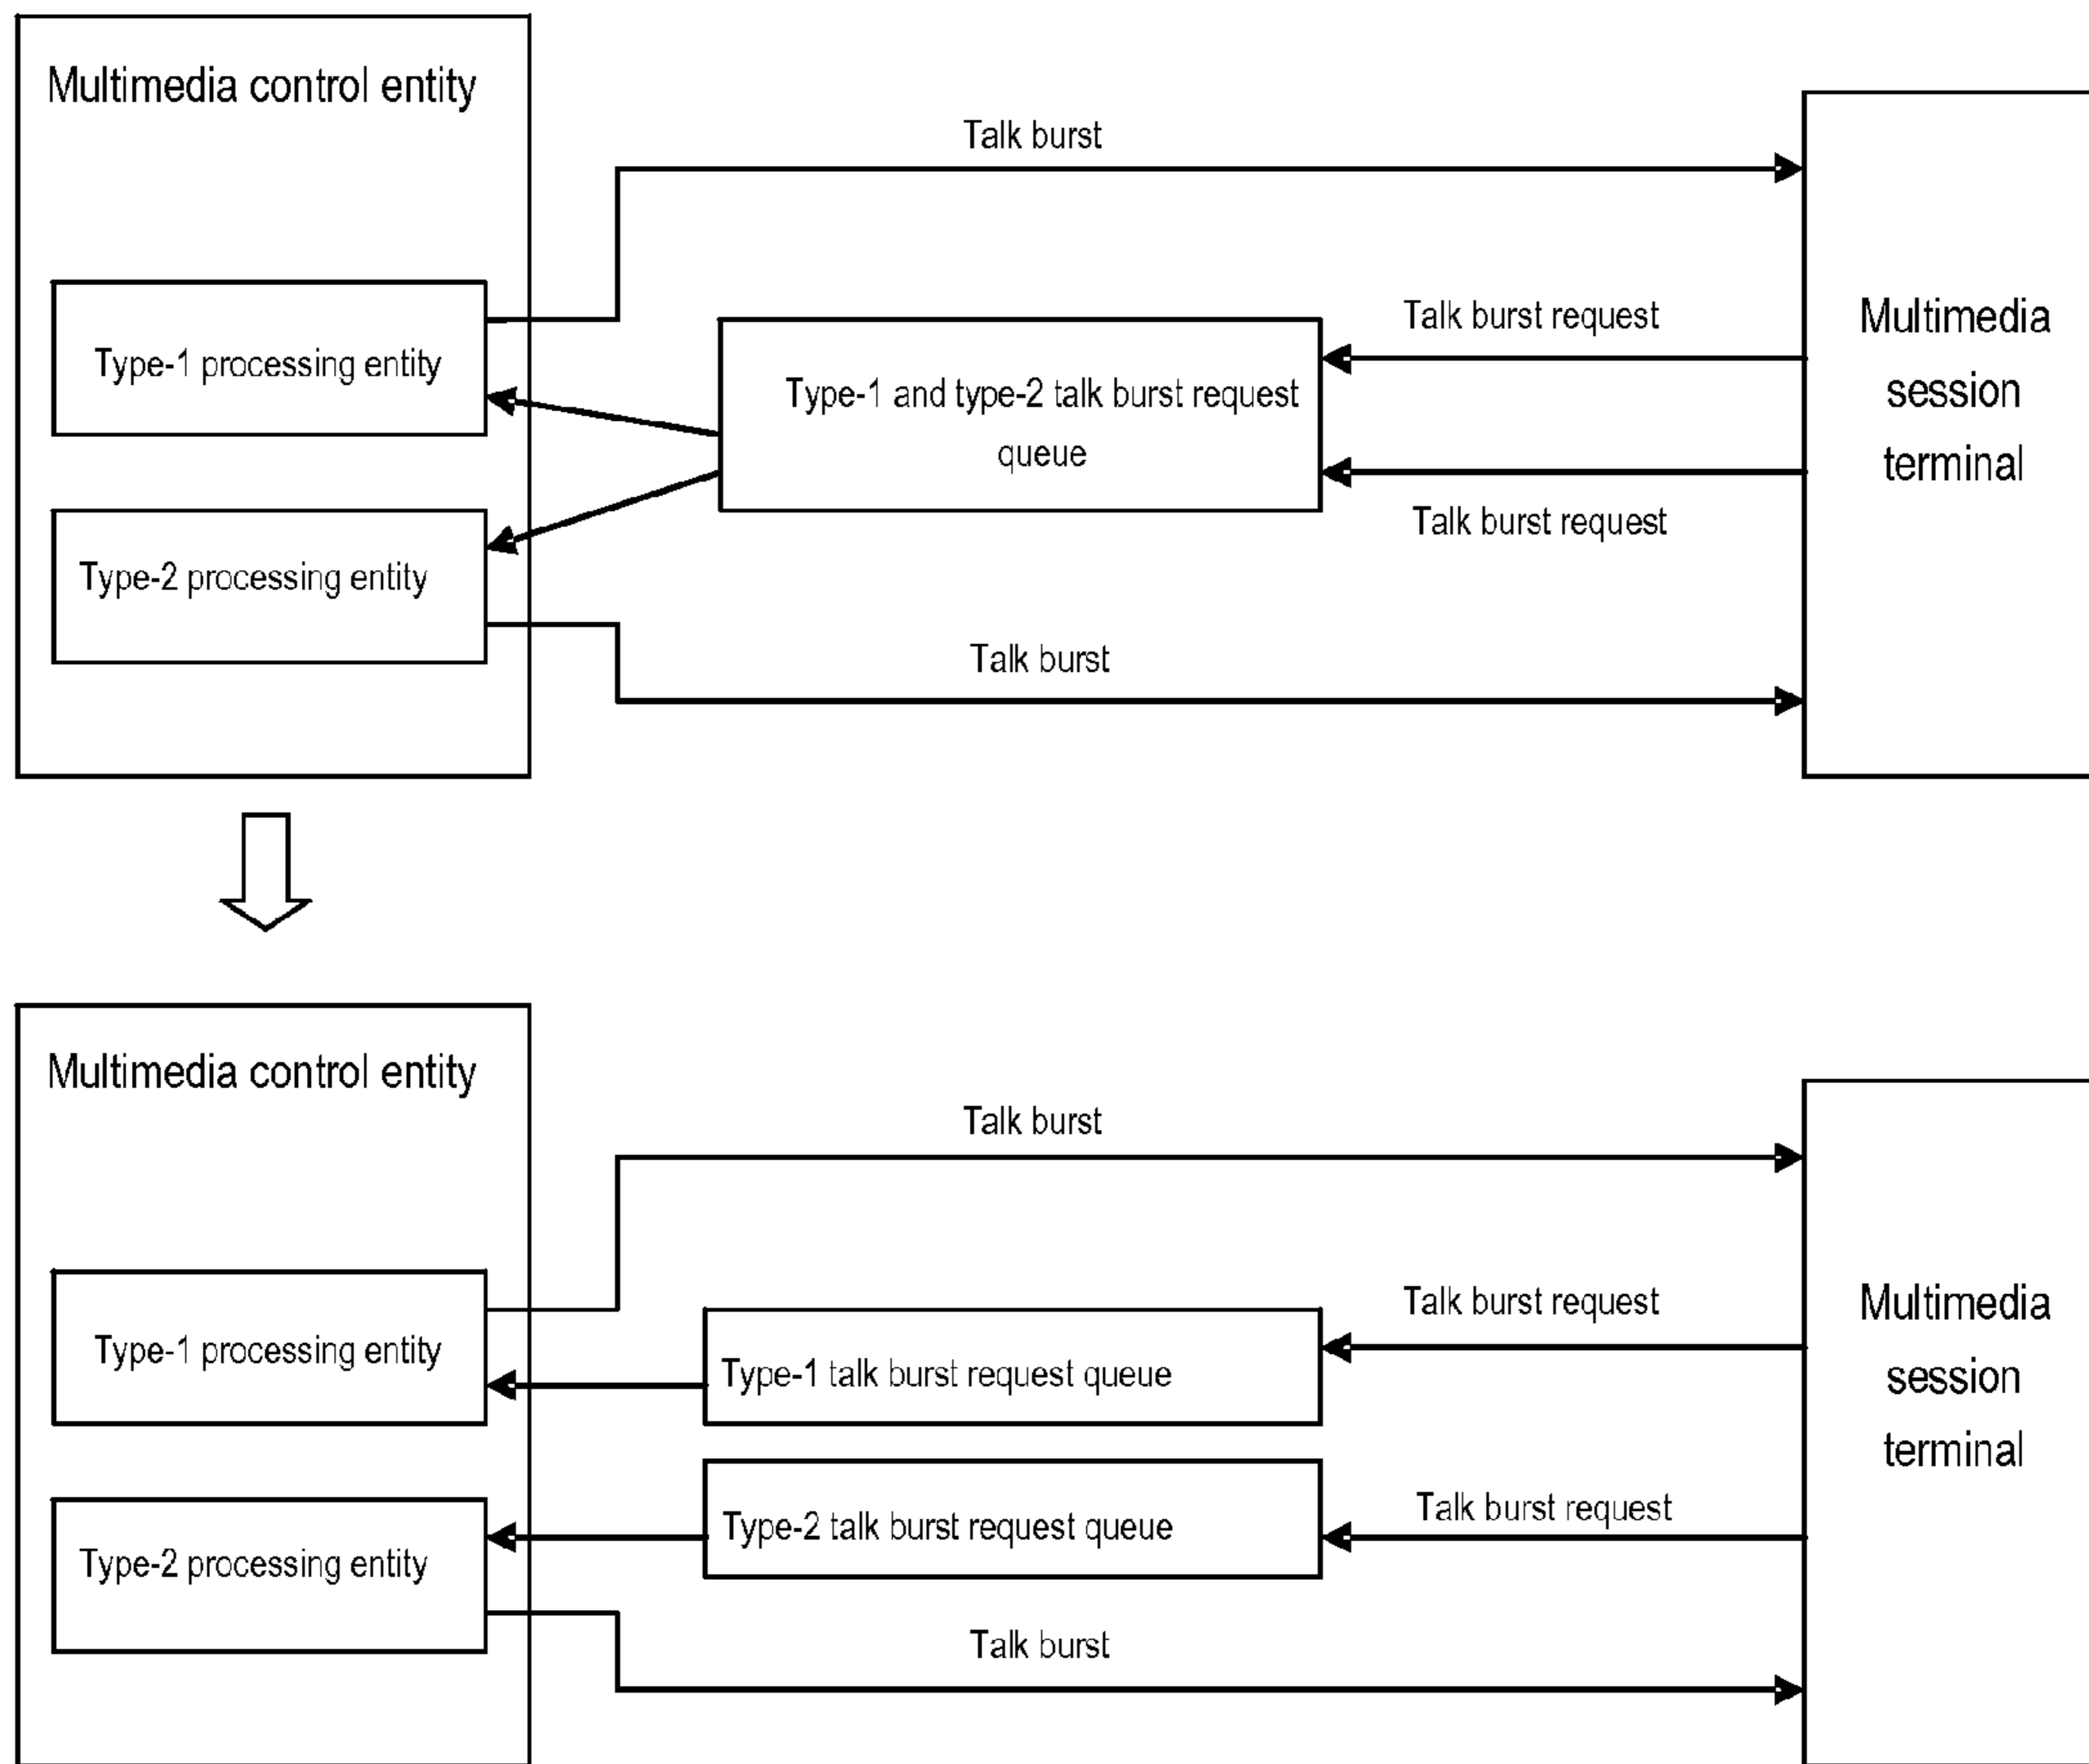 Multimedia control entity
Talk burst
Type-1 processing entity
Type-1 and type-2 talk burst request
queue
Talk burst request
Multimedia
session
terminal
Talk burst request
Type-2 processing entity
Talk burst
Multimedia control entity
Talk burst
Type-1 processing entity
Type-1 talk burst request queue
Talk burst request
Multimedia
session
terminal
Type-2 talk burst request queue
Talk burst request
Type-2 processing entity
Talk burst